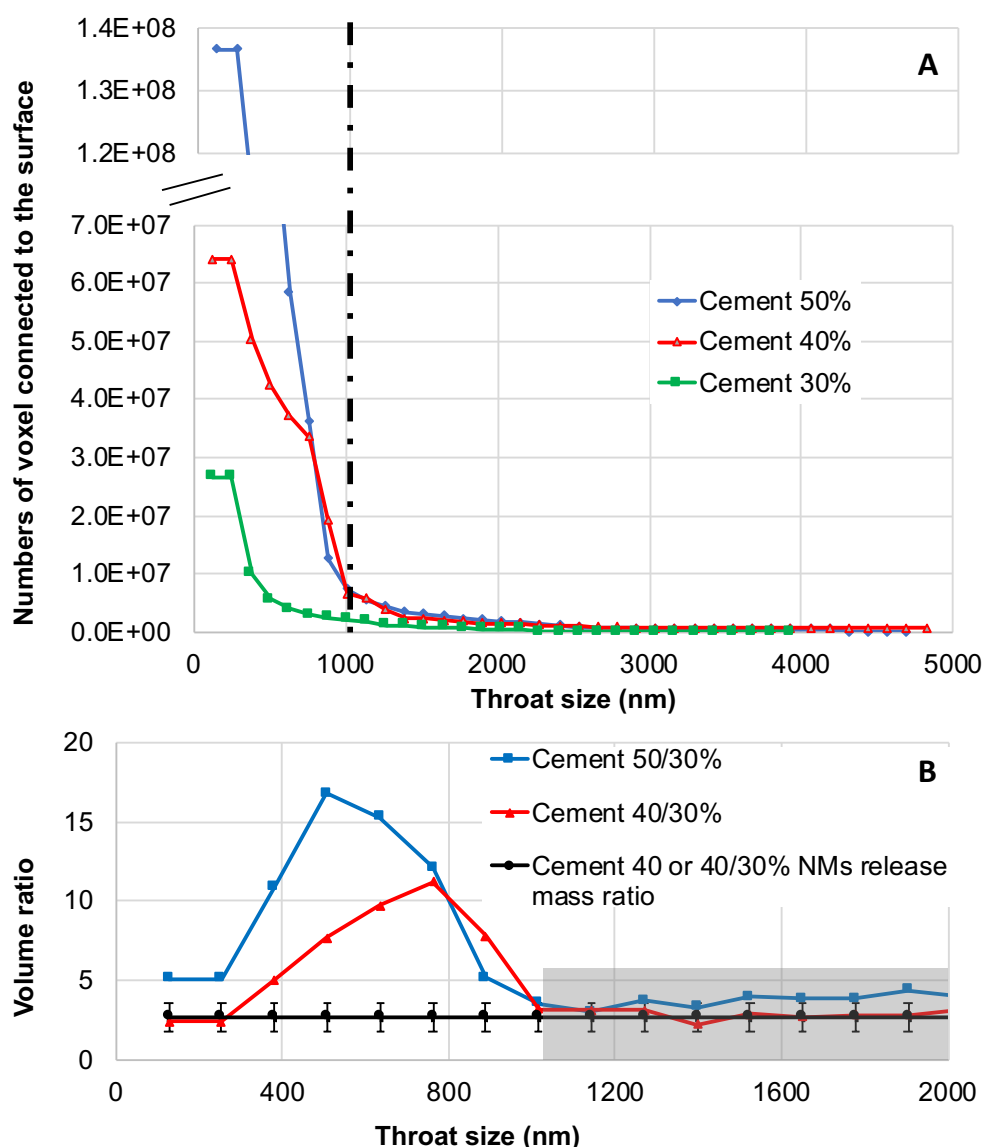 A
Numbers of voxel connected to the surface
1.4E+08
1.3E+08
1.2E+08
7.0E+07
6.0E+07
5.0E+07
4.0E+07
3.0E+07
2.0E+07
1.0E+07
0.0E+00
Cement 50%
Cement 40%
Cement 30%
0 1000 2000 3000 4000 5000
Throat size (nm)
B
Volume ratio
20
15
10
5
0
Cement 50/30%
Cement 40/30%
Cement 40 or 40/30% NMs release
mass ratio
0 400 800 1200 1600 2000
Throat size (nm)